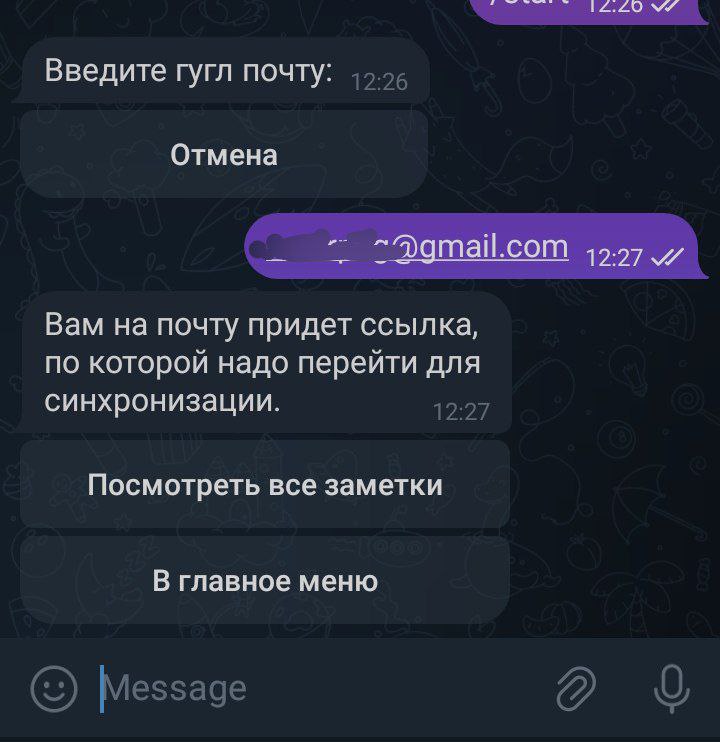 /start 12:26
Введите гугл почту: 12:26
Отмена
@gmail.com 12:27
Вам на почту придет ссылка,
по которой надо перейти для
синхронизации. 12:27
Посмотреть все заметки
В главное меню
Message